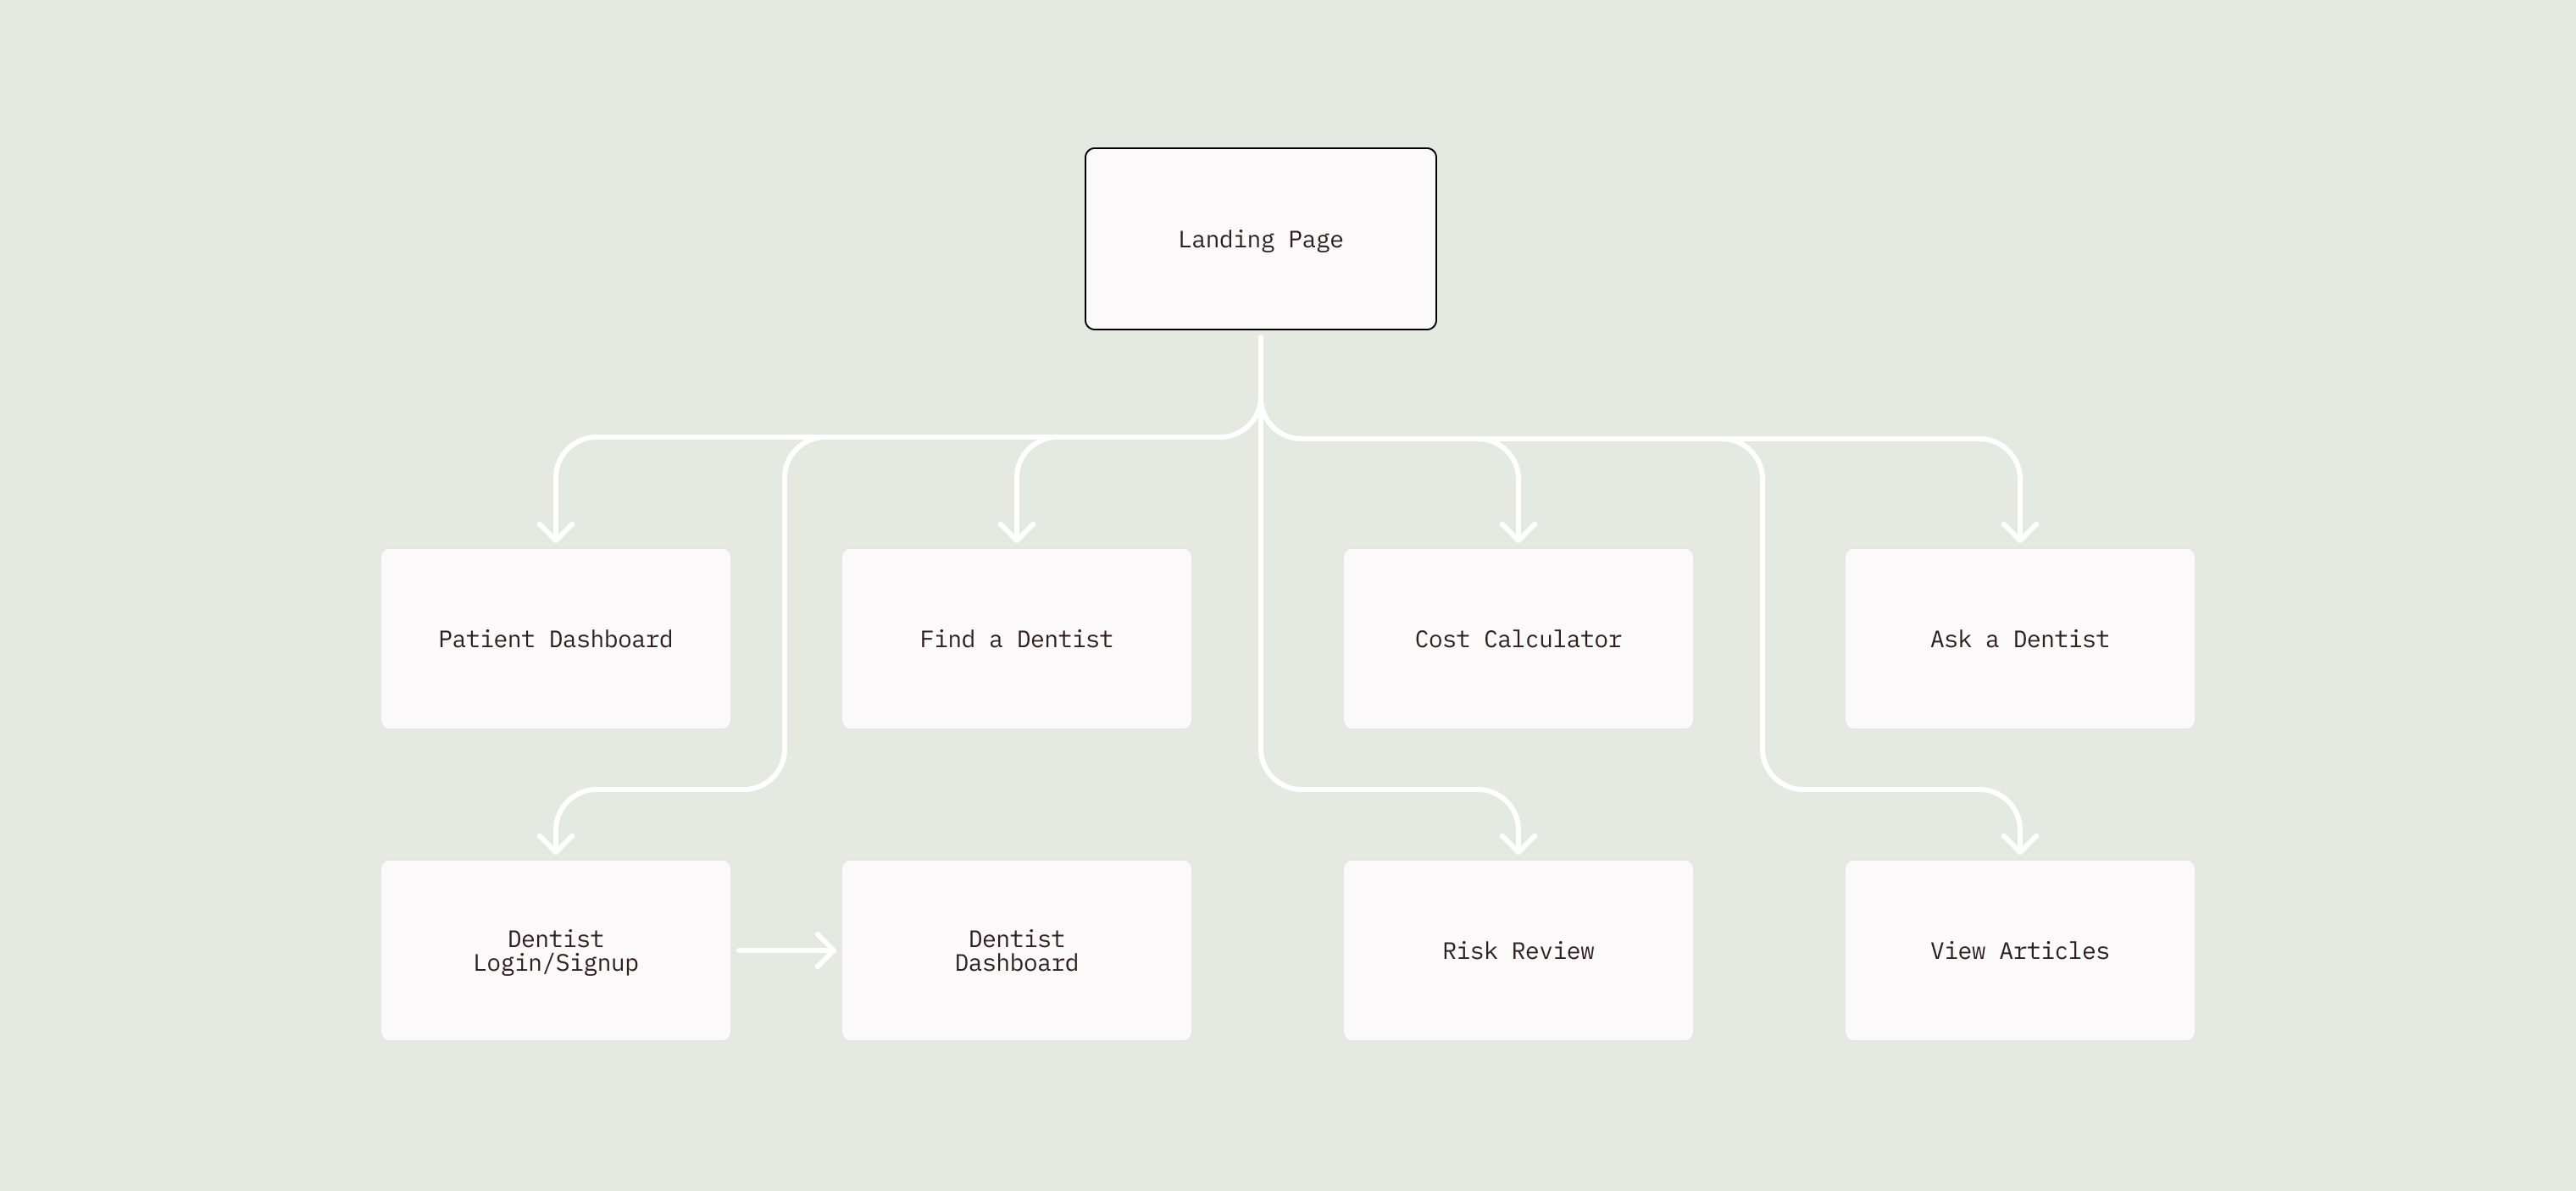 Landing Page
Patient Dashboard
Find a Dentist
Cost Calculator
Ask a Dentist
Dentist
Login/Signup
Dentist
Dashboard
Risk Review
View Articles